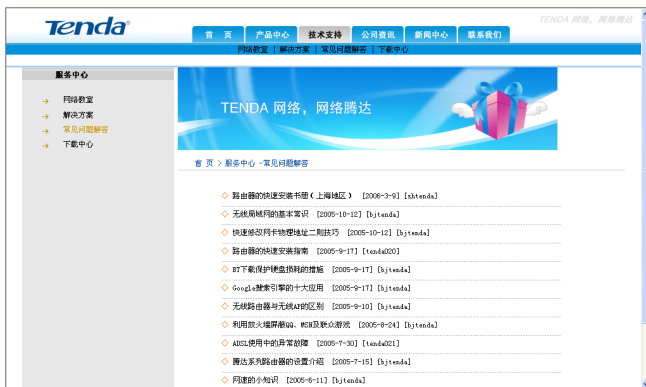 Tenda®
TENDA 网络，网络腾达
首 页 产品中心 技术支持 公司资讯 新闻中心 联系我们
网络教室 | 解决方案 | 常见问题解答 | 下载中心
服务中心
→ 网络教室
→ 解决方案
→ 常见问题解答
→ 下载中心
TENDA 网络，网络腾达
首 页 > 服务中心 -常见问题解答
◇ 路由器的快速安装书册（上海地区） [2006-3-9] [shtenda]
◇ 无线局域网的基本常识 [2005-10-12] [bjtenda]
◇ 快速修改网卡物理地址二则技巧 [2005-10-12] [bjtenda]
◇ 路由器的快速安装指南 [2005-9-17] [tenda020]
◇ BT下载保护硬盘损耗的措施 [2005-9-17] [bjtenda]
◇ Google搜索引擎的十大应用 [2005-9-17] [bjtenda]
◇ 无线路由器与无线AP的区别 [2005-9-10] [bjtenda]
◇ 利用防火墙屏蔽QQ、MSN及联众游戏 [2005-8-24] [bjtenda]
◇ ADSL使用中的异常故障 [2005-7-30] [tenda021]
◇ 腾达系列路由器的设置介绍 [2005-7-15] [bjtenda]
◇ 网速的小知识 [2005-6-11] [bjtenda]